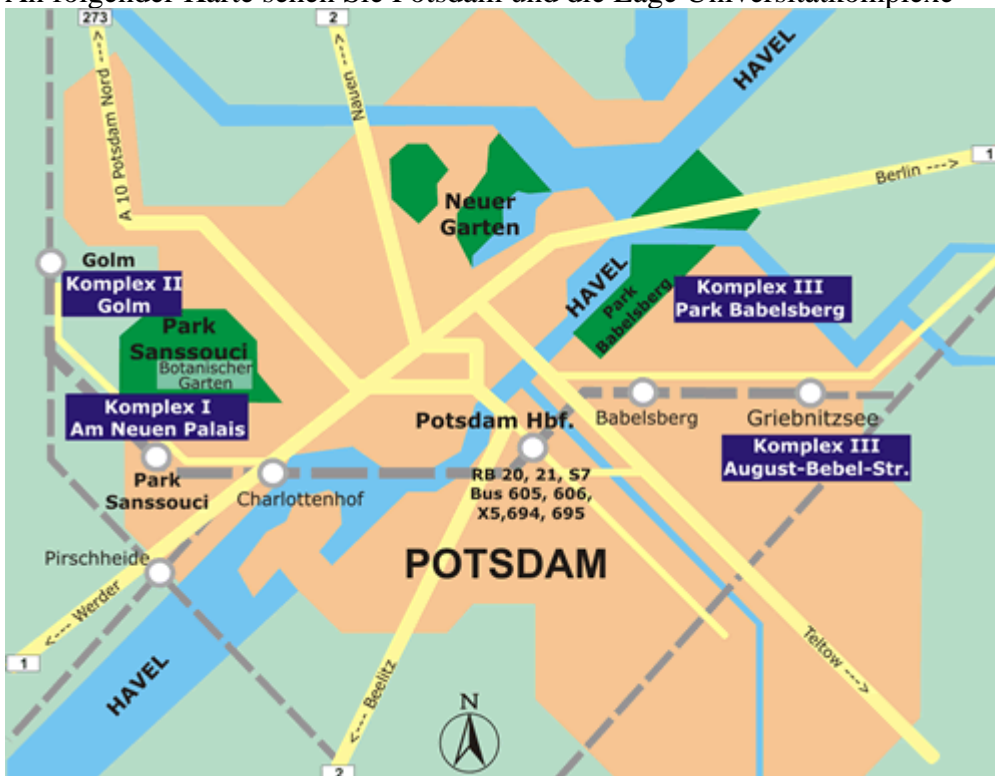 An folgender Karte sehen Sie Potsdam und die Lage Universitätkomplexe
273
2
A 10 Potsdam Nord --->
<--- Nauen
HAVEL
1
Berlin --->
Neuer
Garten
Golm
Komplex II
Golm
HAVEL
Park
Babelsberg
Komplex III
Park Babelsberg
Park
Sanssouci
Botanischer
Garten
Komplex I
Am Neuen Palais
Potsdam Hbf.
Babelsberg
Griebnitzsee
Komplex III
August-Bebel-Str.
Park
Sanssouci
Charlottenhof
RB 20, 21, S7
Bus 605, 606,
X5,694, 695
Pirschheide
POTSDAM
<--- Werder
1
HAVEL
<--- Beelitz
Teltow --->
N
2